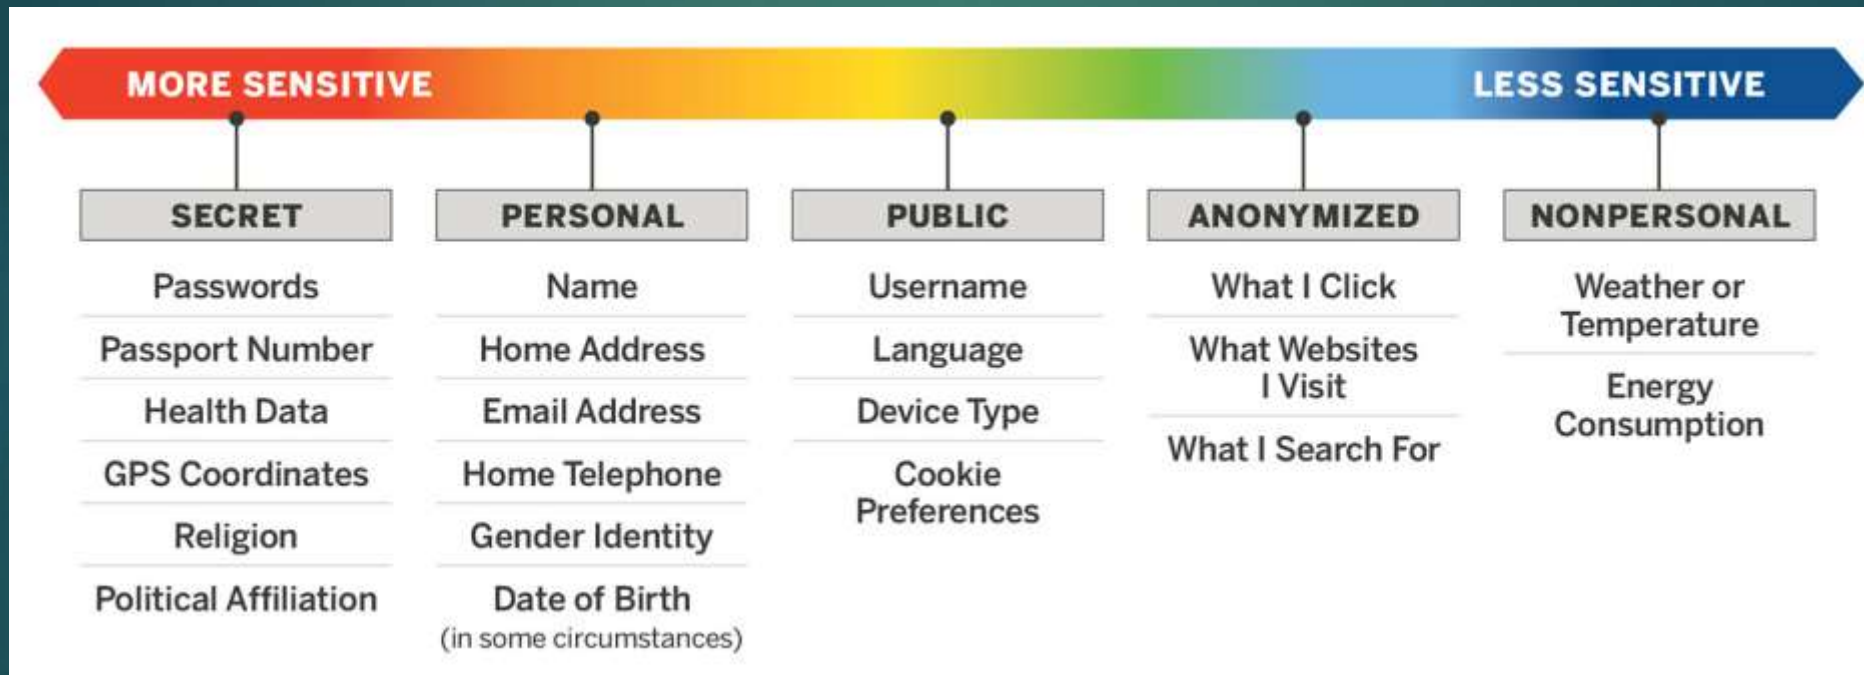 MORE SENSITIVE
LESS SENSITIVE
SECRET
Passwords
Passport Number
Health Data
GPS Coordinates
Religion
Political Affiliation
PERSONAL
Name
Home Address
Email Address
Home Telephone
Gender Identity
Date of Birth
(in some circumstances)
PUBLIC
Username
Language
Device Type
Cookie
Preferences
ANONYMIZED
What I Click
What Websites
I Visit
What I Search For
NONPERSONAL
Weather or
Temperature
Energy
Consumption